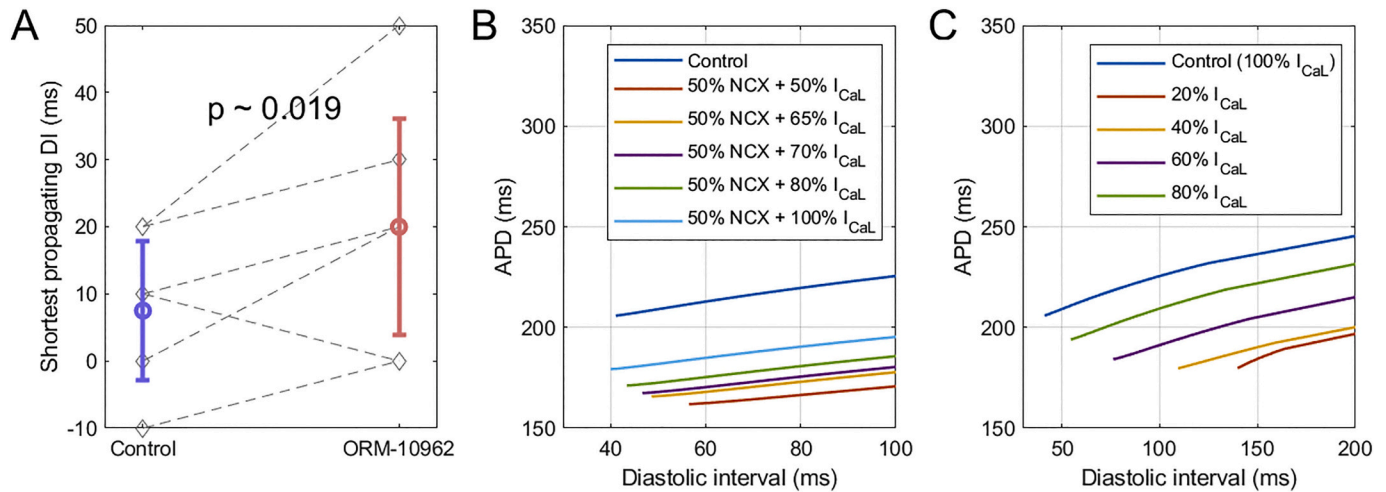 A
Shortest propagating DI (ms)
50
40
30
20
10
0
-10
p ~ 0.019
Control
ORM-10962
B
APD (ms)
350
300
250
200
150
Control
50% NCX + 50% I_CaL
50% NCX + 65% I_CaL
50% NCX + 70% I_CaL
50% NCX + 80% I_CaL
50% NCX + 100% I_CaL
40
60
80
100
Diastolic interval (ms)
C
APD (ms)
350
300
250
200
150
Control (100% I_CaL)
20% I_CaL
40% I_CaL
60% I_CaL
80% I_CaL
50
100
150
200
Diastolic interval (ms)